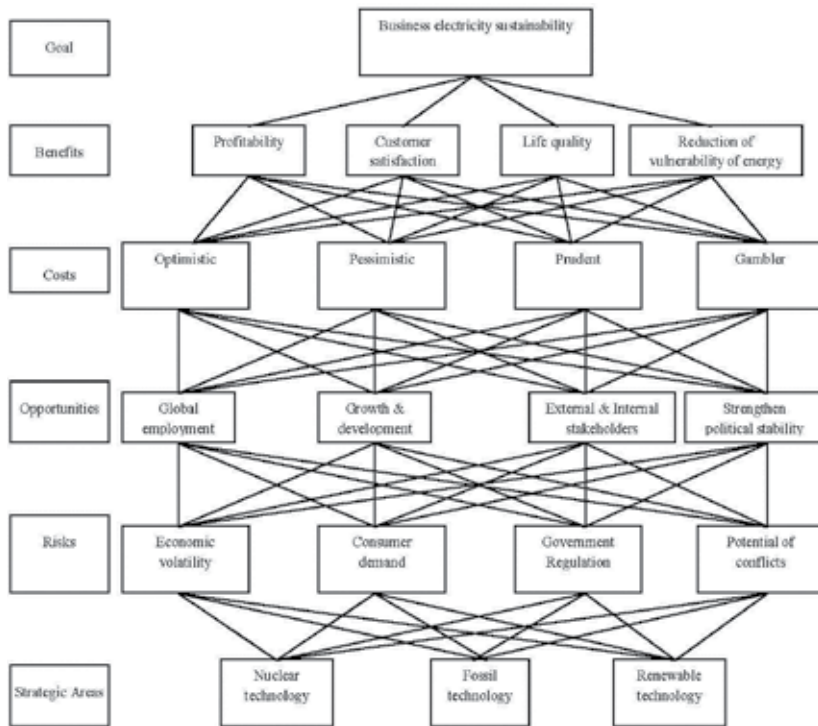 Goal
Business electricity sustainability
Benefits
Profitability
Customer
satisfaction
Life quality
Reduction of
vulnerability of energy
Costs
Optimistic
Pessimistic
Prudent
Gambler
Opportunities
Global
employment
Growth &
development
External & Internal
stakeholders
Strengthen
political stability
Risks
Economic
volatility
Consumer
demand
Government
Regulation
Potential of
conflicts
Strategic Areas
Nuclear
technology
Fossil
technology
Renewable
technology